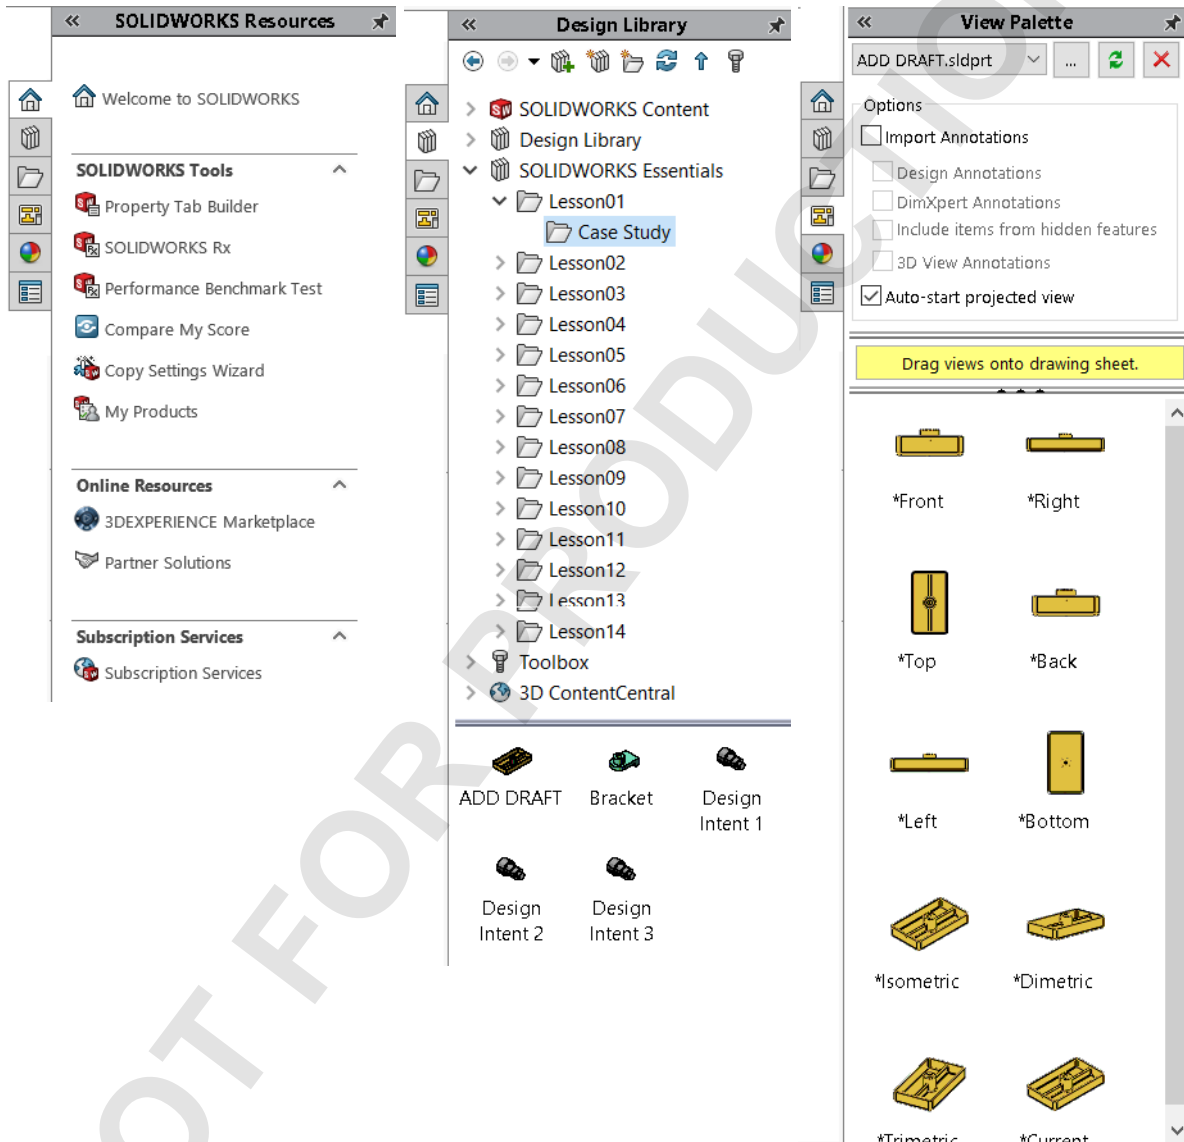 SOLIDWORKS Resources
Welcome to SOLIDWORKS
SOLIDWORKS Tools
Property Tab Builder
SOLIDWORKS Rx
Performance Benchmark Test
Compare My Score
Copy Settings Wizard
My Products
Online Resources
3DEXPERIENCE Marketplace
Partner Solutions
Subscription Services
Subscription Services
Design Library
SOLIDWORKS Content
Design Library
SOLIDWORKS Essentials
Lesson01
Case Study
Lesson02
Lesson03
Lesson04
Lesson05
Lesson06
Lesson07
Lesson08
Lesson09
Lesson10
Lesson11
Lesson12
Lesson13
Lesson14
Toolbox
3D ContentCentral
ADD DRAFT Bracket Design
Intent 1
Design Design
Intent 2 Intent 3
View Palette
ADD DRAFT.sldprt ...
Options
Import Annotations
Design Annotations
DimXpert Annotations
Include items from hidden features
3D View Annotations
Auto-start projected view
Drag views onto drawing sheet.
*Front *Right
*Top *Back
*Left *Bottom
*Isometric *Dimetric
*Trimetric *Current
OT FOR PRODUCTION